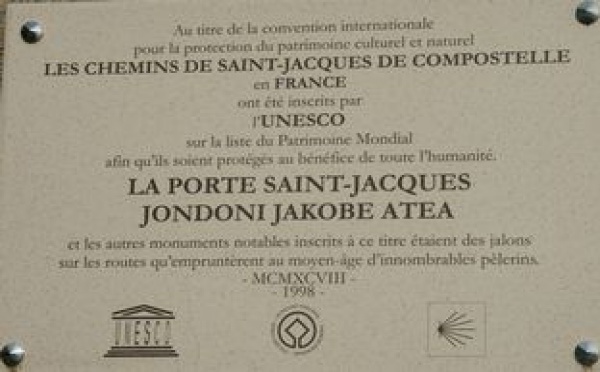 Au titre de la convention internationale
pour la protection du patrimoine culturel et naturel
LES CHEMINS DE SAINT-JACQUES DE COMPOSTELLE
en FRANCE
ont été inscrits par
l'UNESCO
sur la liste du Patrimoine Mondial
afin qu'ils soient protégés au bénéfice de toute l'humanité.
LA PORTE SAINT-JACQUES
JONDONI JAKOBE ATEA
et les autres monuments notables inscrits à ce titre étaient des jalons
sur les routes qu'empruntèrent au moyen-âge d'innombrables pèlerins.
- MCMXCVIII -
- 1998 -
UNESCO